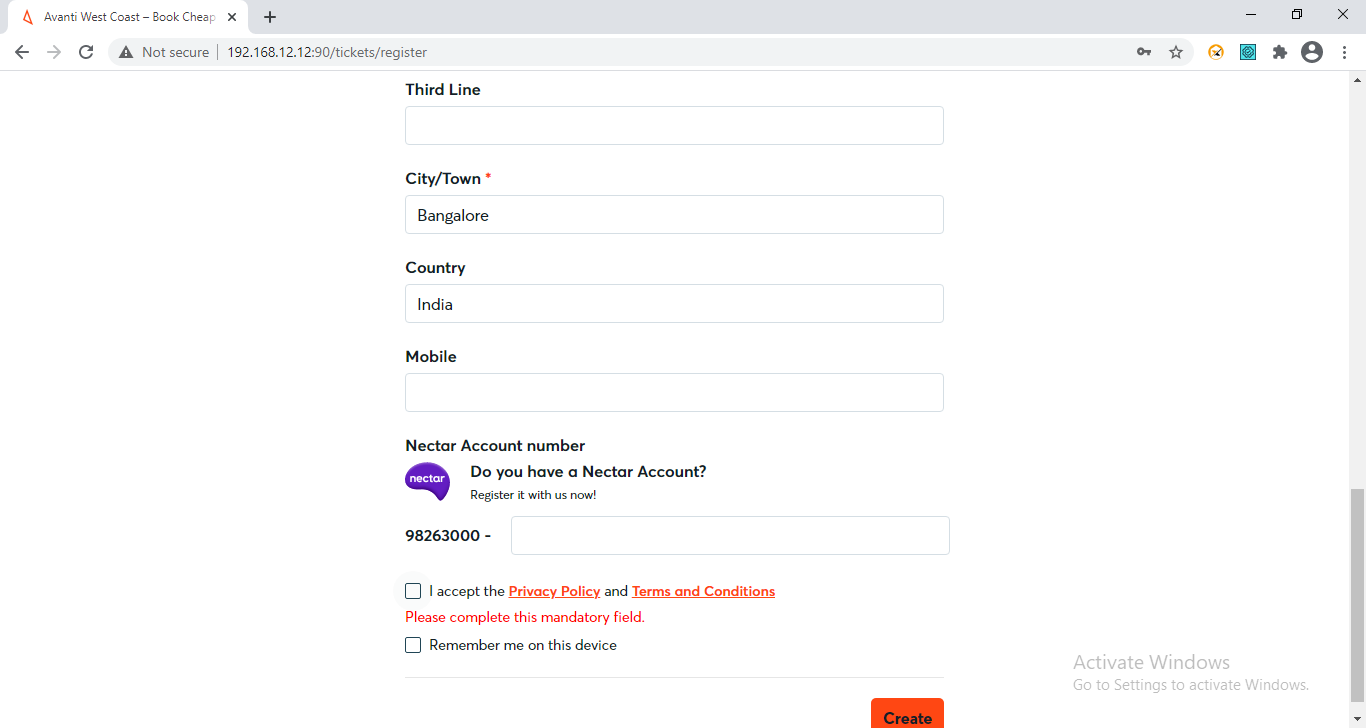 Avanti West Coast – Book Cheap
Not secure 192.168.12.12:90/tickets/register
Third Line
City/Town *
Bangalore
Country
India
Mobile
Nectar Account number
nectar
Do you have a Nectar Account?
Register it with us now!
98263000 -
I accept the Privacy Policy and Terms and Conditions
Please complete this mandatory field.
Remember me on this device
Activate Windows
Go to Settings to activate Windows.
Create